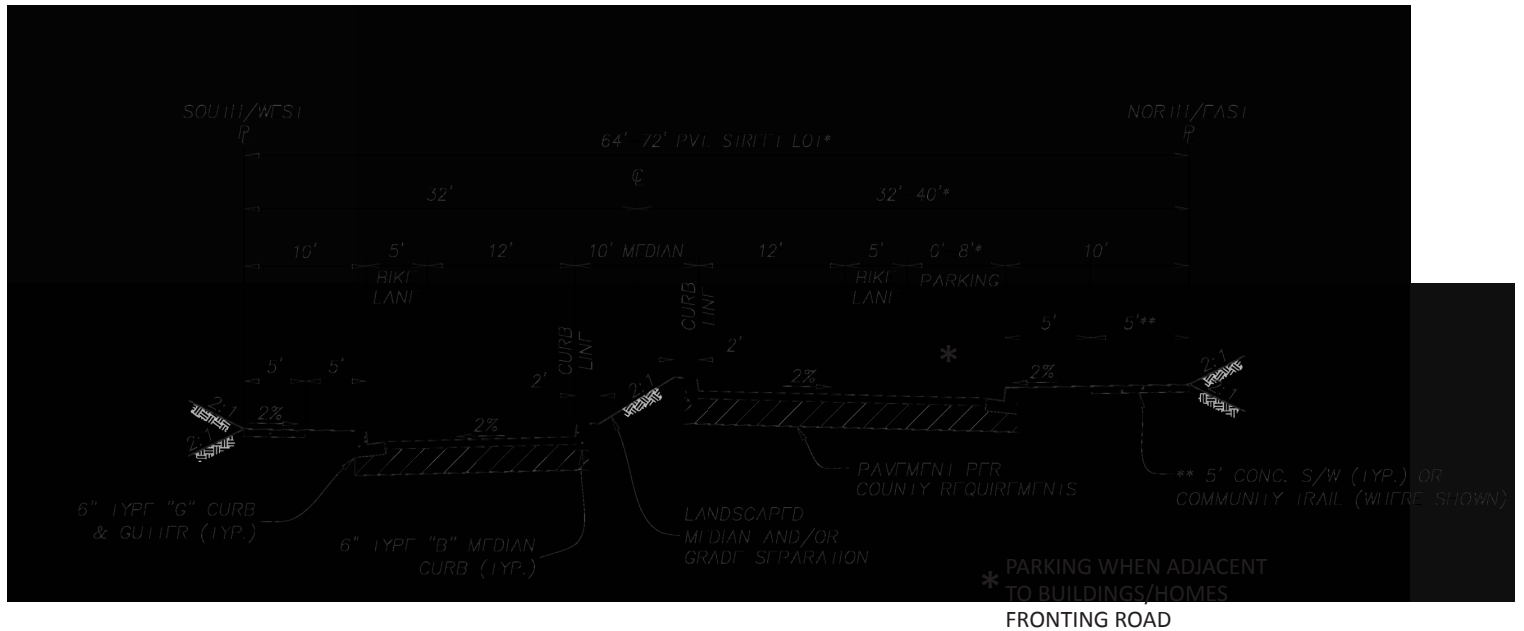 SOUTH/WEST
PL
NORTH/EAST
PL
64' 72' PVT. STREET LOT*
CL
32'
32' 40'*
10'
5'
12'
10' MEDIAN
12'
5'
0' 8'*
10'
BIKE
LANE
BIKE
LANE
PARKING
CURB
LINE
CURB
LINE
5'
5'**
2'
*
5'
5'
2'
2:1
2:1
2%
2%
2:1
2%
2%
2:1
2:1
PAVEMENT PER
COUNTY REQUIREMENTS
** 5' CONC. S/W (TYP.) OR
COMMUNITY TRAIL (WHERE SHOWN)
6" TYPE "G" CURB
& GUTTER (TYP.)
6" TYPE "B" MEDIAN
CURB (TYP.)
LANDSCAPED
MEDIAN AND/OR
GRADE SEPARATION
* PARKING WHEN ADJACENT
TO BUILDINGS/HOMES
FRONTING ROAD